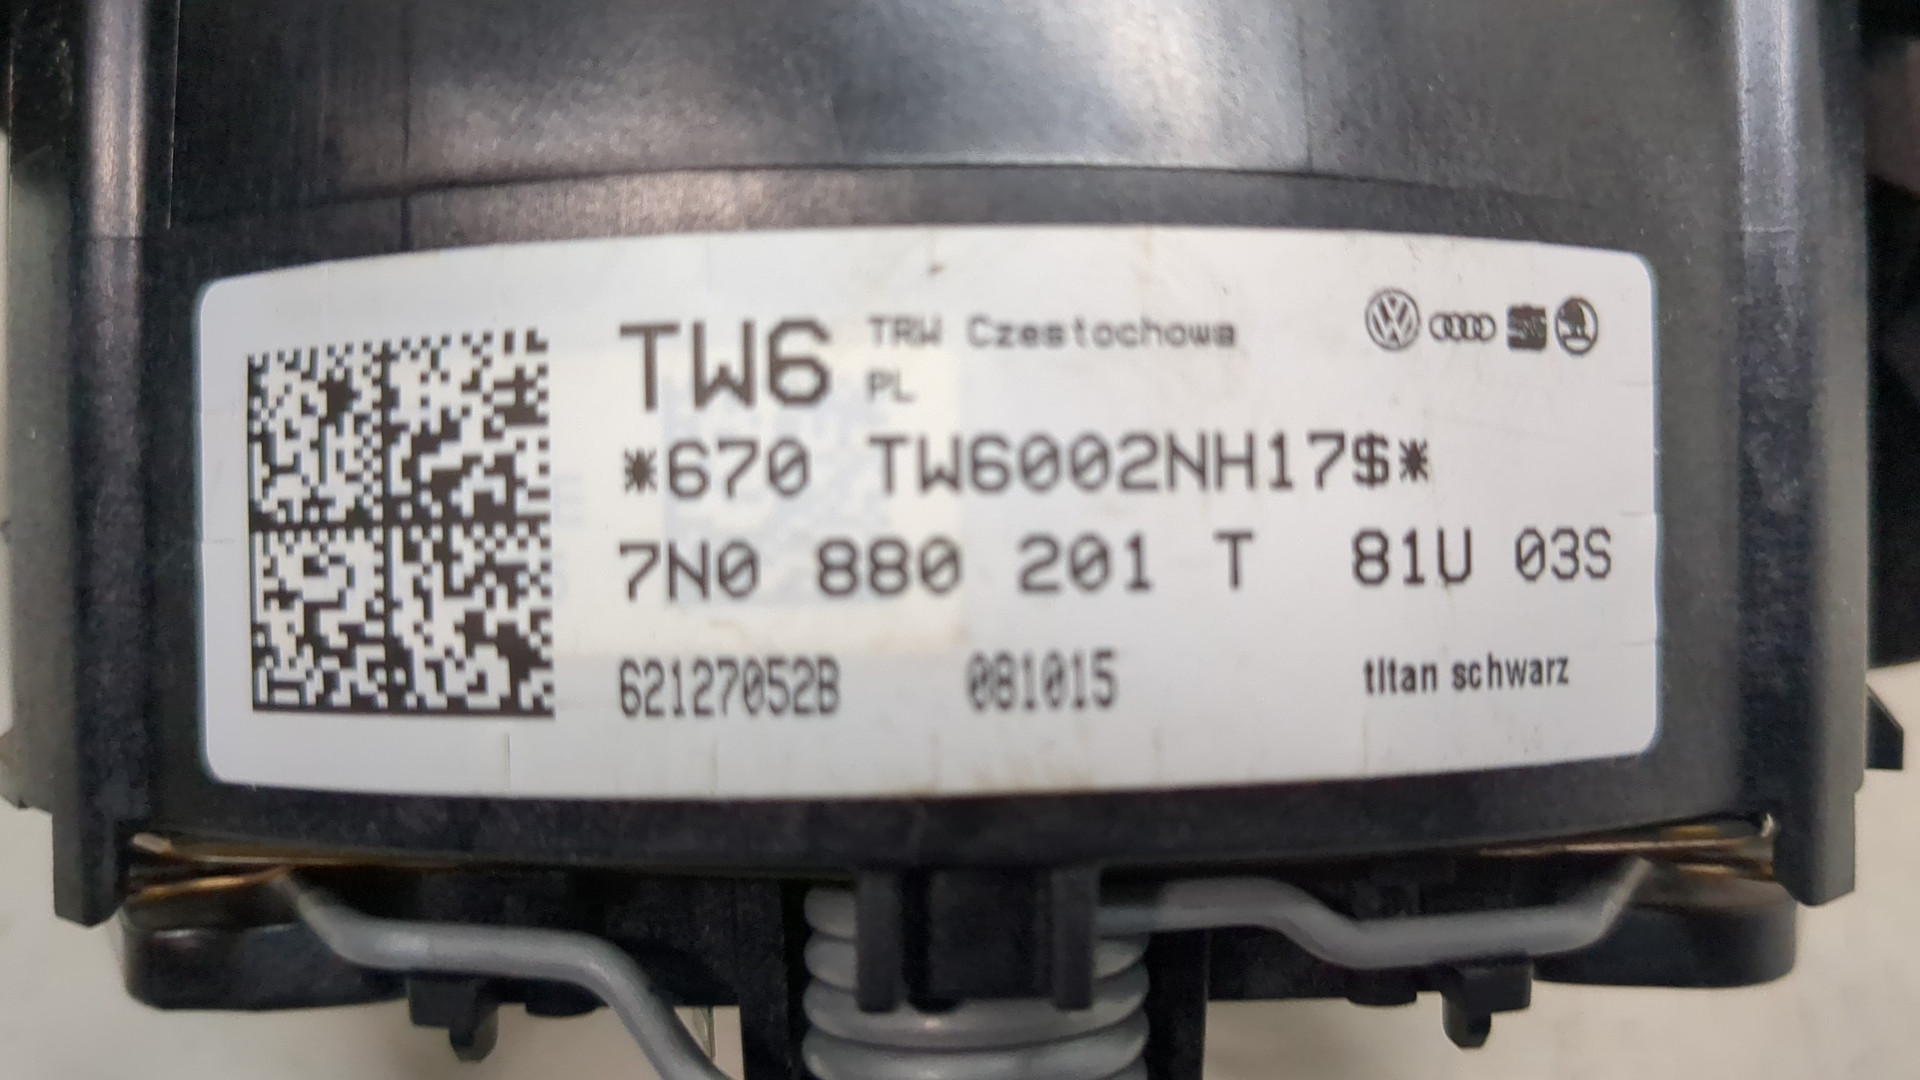 TW6 TRW Czestochowa
PL
*670 TW6002NH17$*
7N0 880 201 T 81U 03S
62127052B 081015 titan schwarz